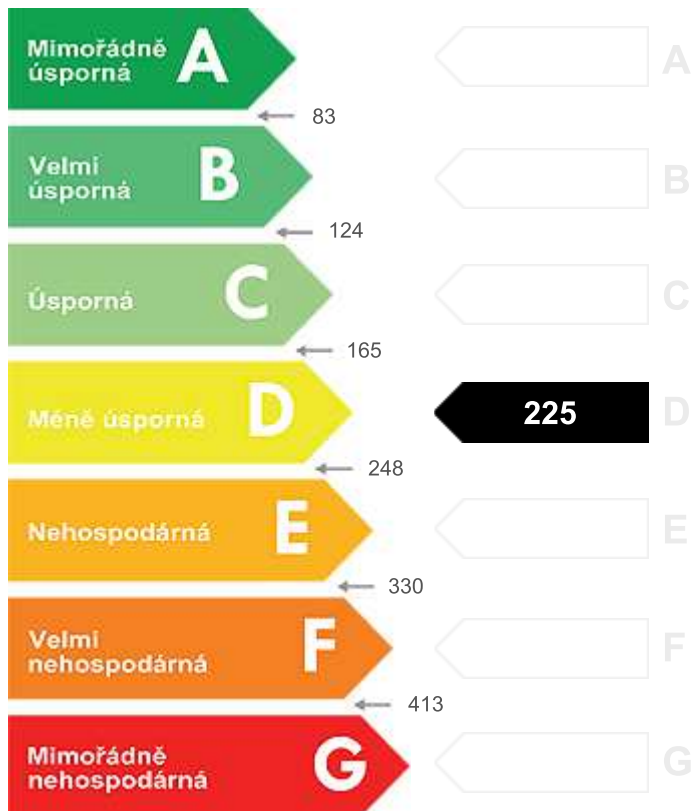 Mimořádně
úsporná
A
A
83
Velmi
úsporná
B
B
124
Úsporná
C
C
165
Méně úsporná
D
225
D
248
Nehospodárná
E
E
330
Velmi
nehospodárná
F
F
413
Mimořádně
nehospodárná
G
G